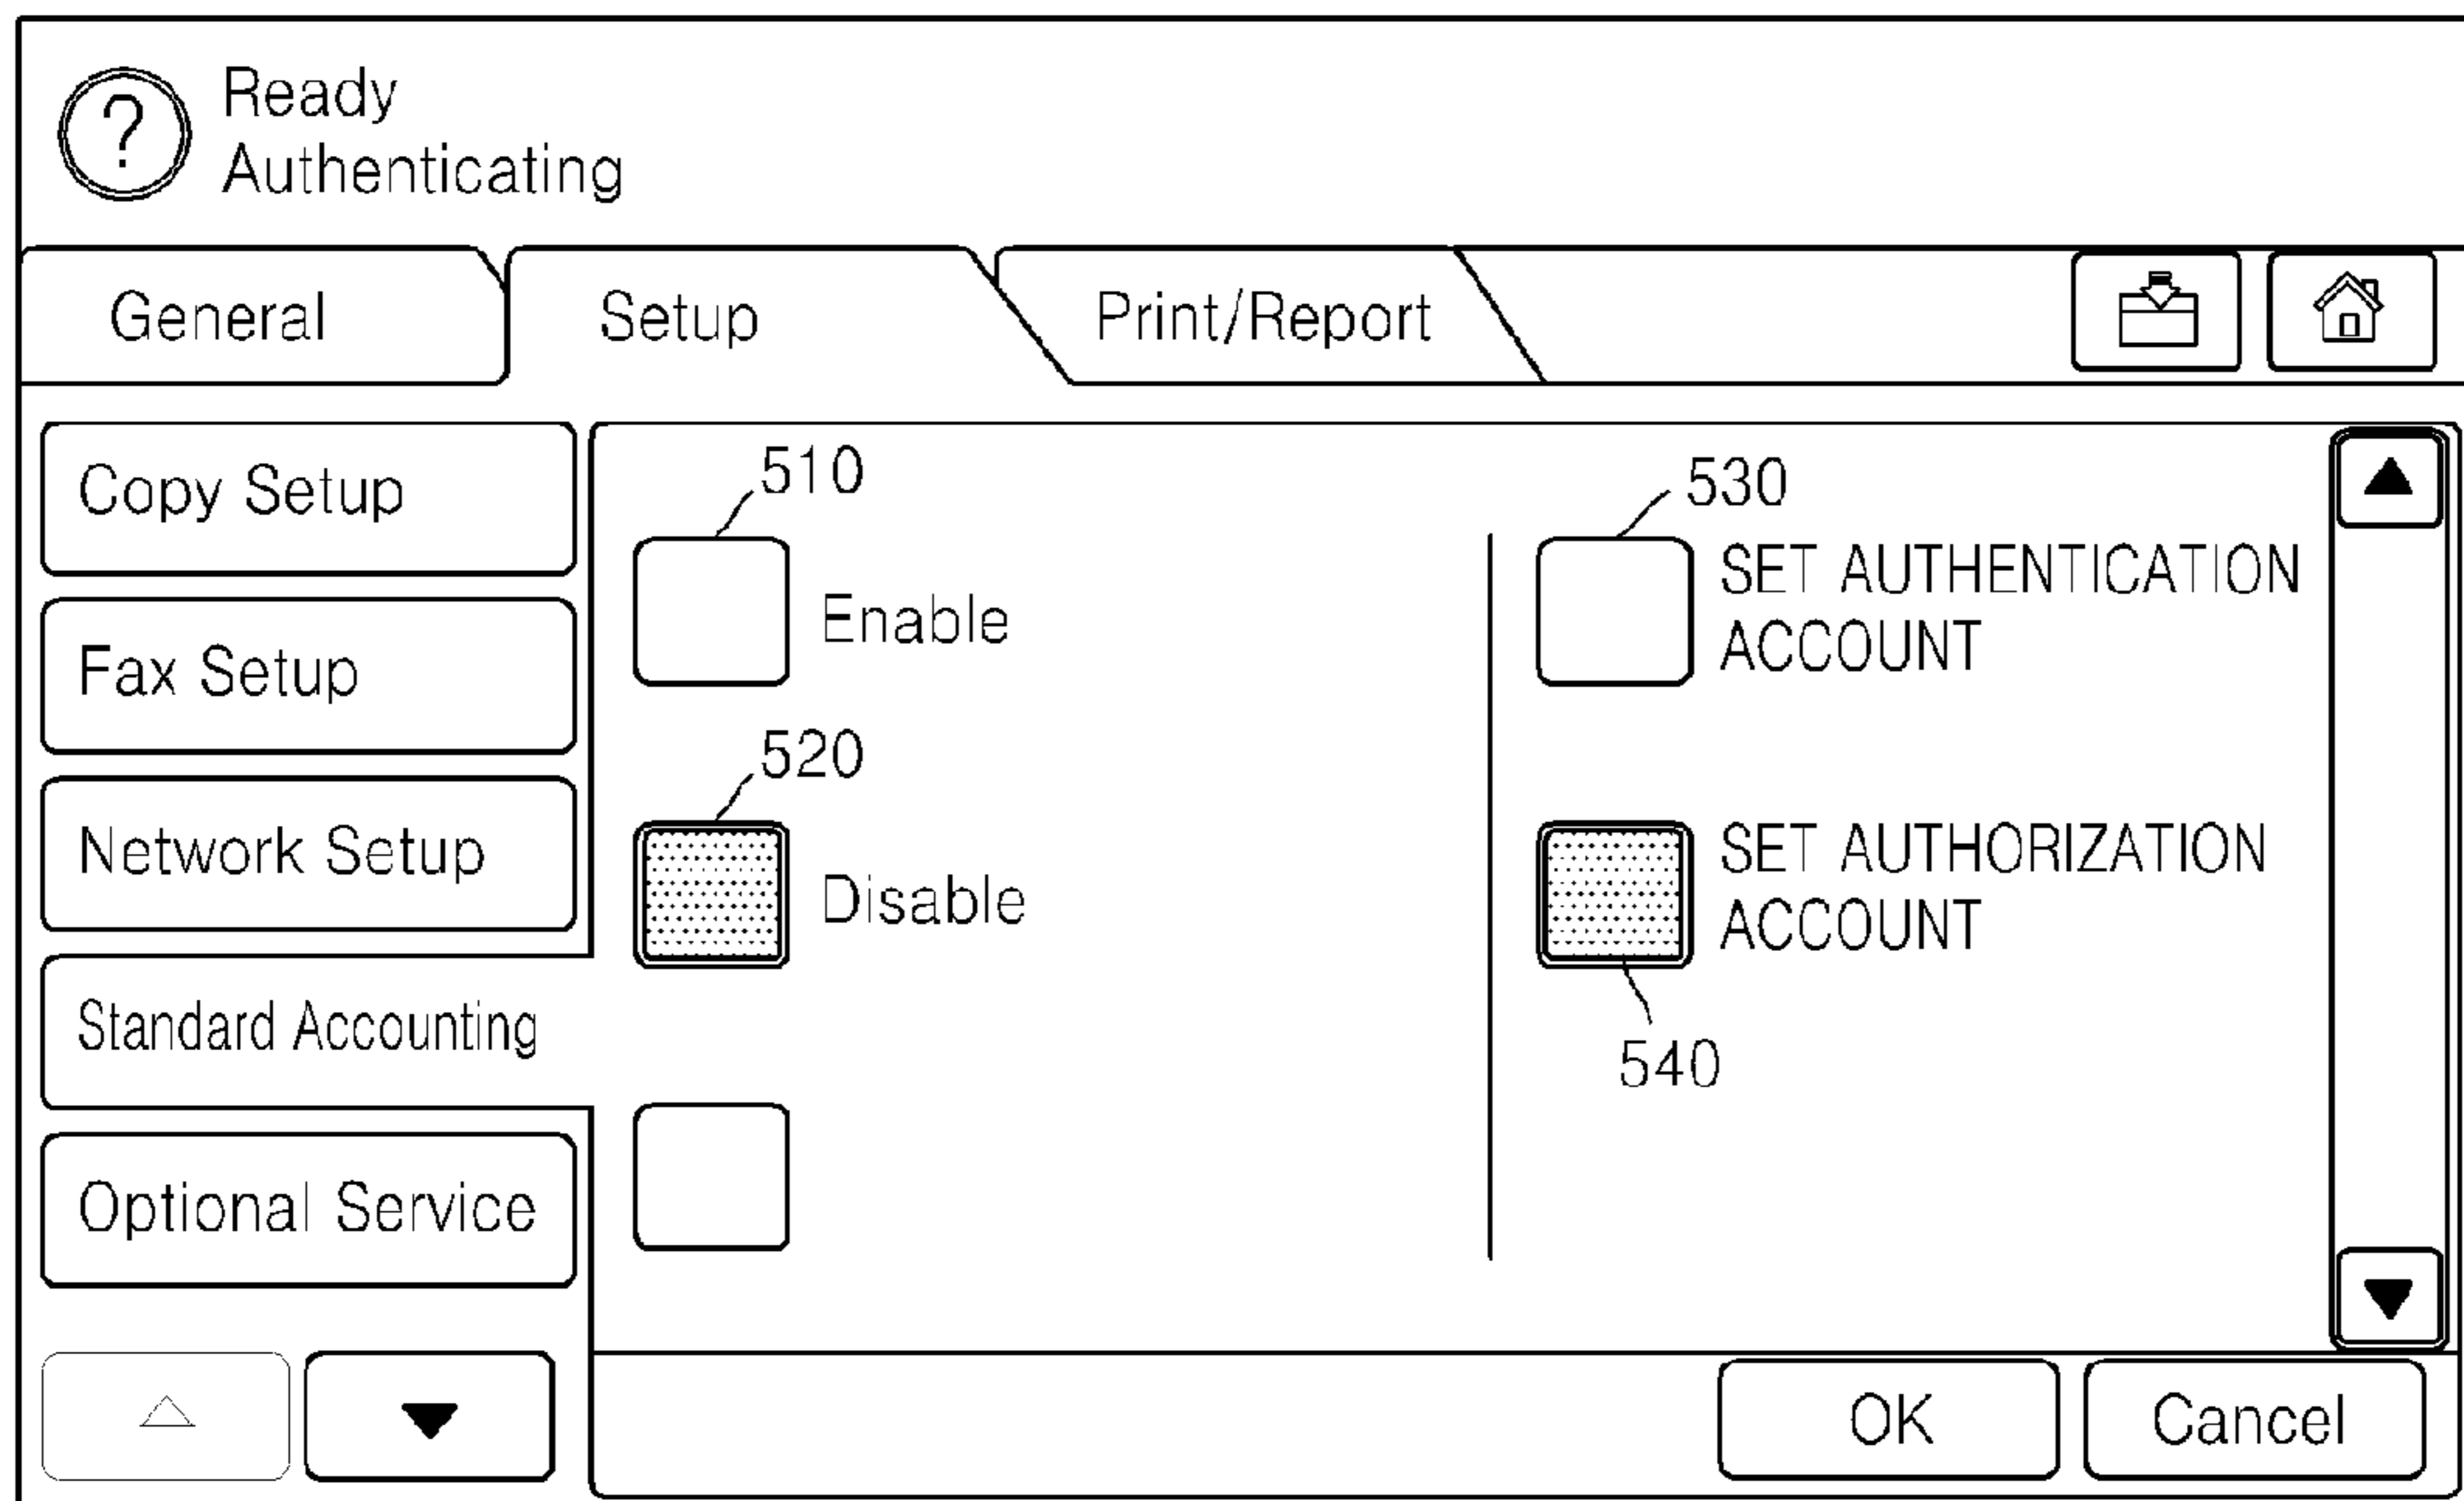 ?
Ready
Authenticating
General
Setup
Print/Report
Copy Setup
Fax Setup
Network Setup
Standard Accounting
Optional Service
510
Enable
520
Disable
530
SET AUTHENTICATION
ACCOUNT
SET AUTHORIZATION
ACCOUNT
540
OK
Cancel